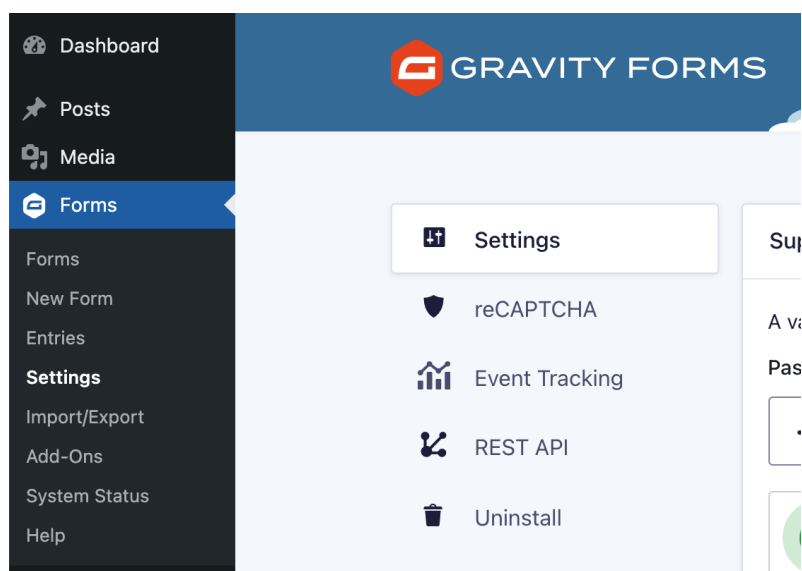 Dashboard
Posts
Media
Forms
Forms
New Form
Entries
Settings
Import/Export
Add-Ons
System Status
Help
GRAVITY FORMS
Settings
reCAPTCHA
Event Tracking
REST API
Uninstall
A